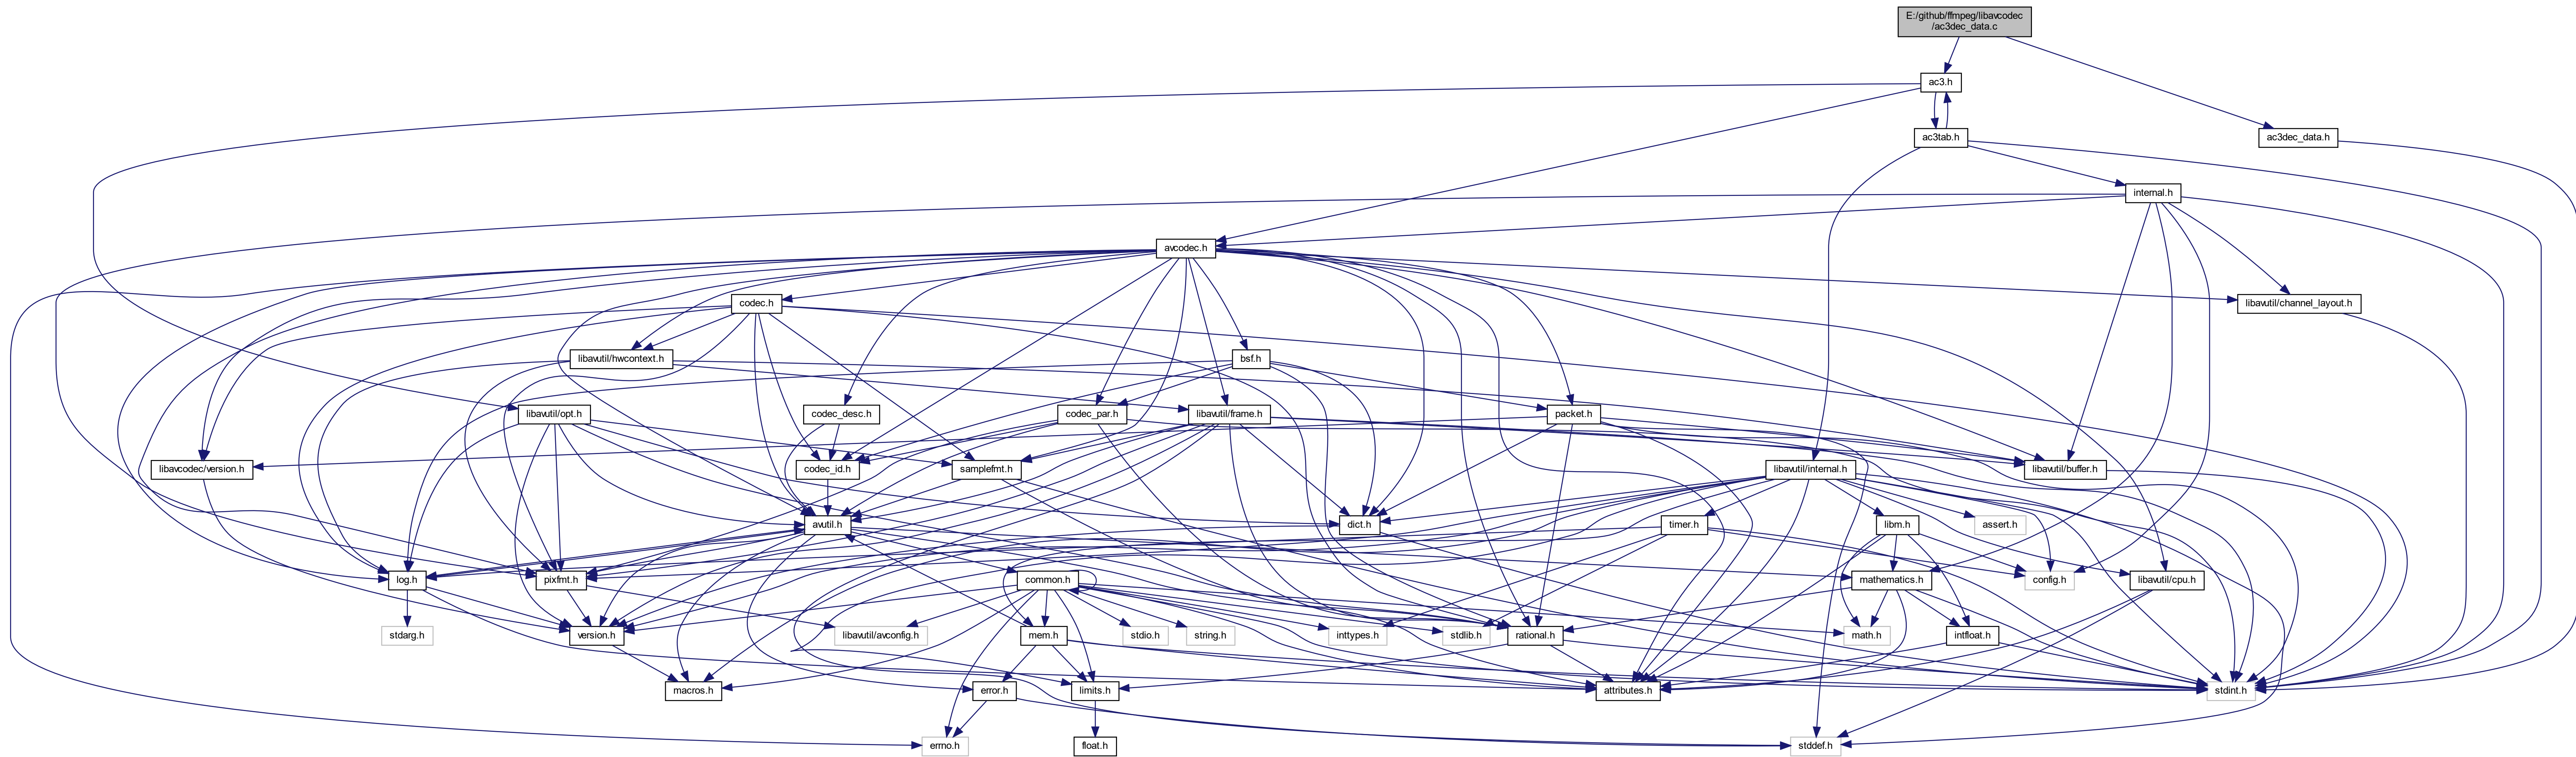 E:/github/ffmpeg/libavcodec
/ac3dec_data.c
ac3.h
ac3tab.h
ac3dec_data.h
internal.h
avcodec.h
codec.h
libavutil/channel_layout.h
libavutil/hwcontext.h
bsf.h
libavutil/opt.h
codec_desc.h
codec_par.h
libavutil/frame.h
packet.h
libavcodec/version.h
codec_id.h
samplefmt.h
libavutil/internal.h
libavutil/buffer.h
avutil.h
dict.h
timer.h
libm.h
assert.h
log.h
pixfmt.h
common.h
mathematics.h
config.h
libavutil/cpu.h
stdarg.h
version.h
libavutil/avconfig.h
mem.h
stdio.h
string.h
inttypes.h
stdlib.h
rational.h
math.h
intfloat.h
macros.h
error.h
limits.h
attributes.h
stdint.h
errno.h
float.h
stddef.h